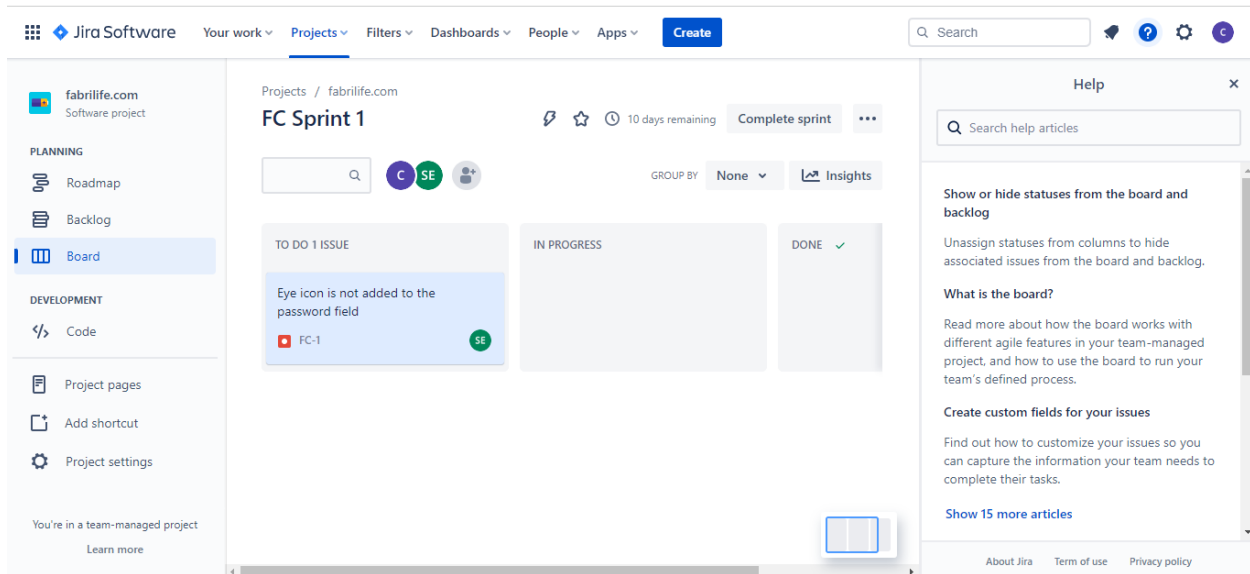 Jira Software Your work Projects Filters Dashboards People Apps Create Search C
fabrilife.com
Software project
PLANNING
Roadmap
Backlog
Board
DEVELOPMENT
Code
Project pages
Add shortcut
Project settings
You're in a team-managed project
Learn more
Projects / fabrilife.com
FC Sprint 1
10 days remaining Complete sprint
C SE
GROUP BY None Insights
TO DO 1 ISSUE
Eye icon is not added to the
password field
FC-1 SE
IN PROGRESS
DONE
Help
Search help articles
Show or hide statuses from the board and
backlog
Unassign statuses from columns to hide
associated issues from the board and backlog.
What is the board?
Read more about how the board works with
different agile features in your team-managed
project, and how to use the board to run your
team's defined process.
Create custom fields for your issues
Find out how to customize your issues so you
can capture the information your team needs to
complete their tasks.
Show 15 more articles
About Jira Term of use Privacy policy